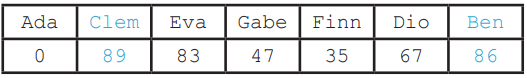 Ada Clem Eva Gabe Finn Dio Ben
0 89 83 47 35 67 86